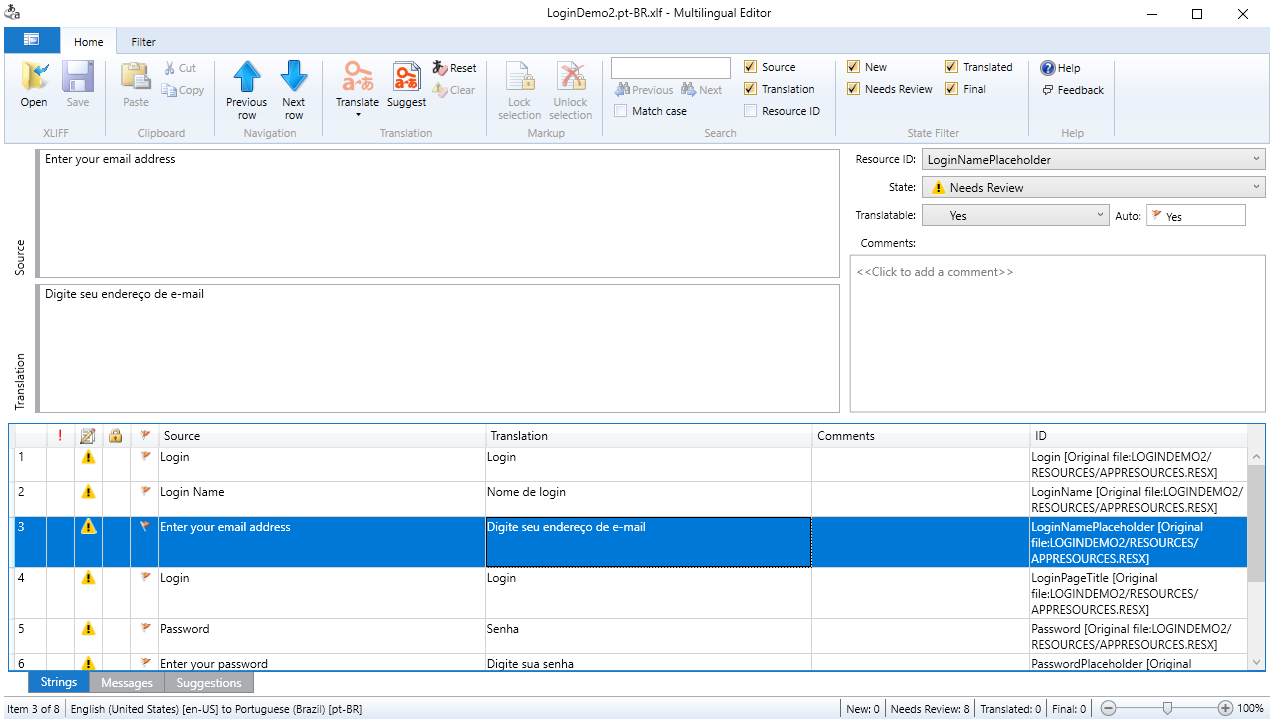 LoginDemo2.pt-BR.xlf - Multilingual Editor
Home Filter
Open Save Paste Cut Copy Previous row Next row Translate Suggest Reset Clear Lock selection Unlock selection Previous Next Match case Source Translation Resource ID New Needs Review Translated Final Help Feedback
XLIFF Clipboard Navigation Translation Markup Search State Filter Help
Source
Enter your email address
Translation
Digite seu endereço de e-mail
Resource ID: LoginNamePlaceholder
State: Needs Review
Translatable: Yes Auto: Yes
Comments:
<<Click to add a comment>>
! Source Translation Comments ID
1 Login Login Login [Original file:LOGINDEMO2/
RESOURCES/APPRESOURCES.RESX]
2 Login Name Nome de login LoginName [Original file:LOGINDEMO2/
RESOURCES/APPRESOURCES.RESX]
3 Enter your email address Digite seu endereço de e-mail LoginNamePlaceholder [Original
file:LOGINDEMO2/RESOURCES/
APPRESOURCES.RESX]
4 Login Login LoginPageTitle [Original
file:LOGINDEMO2/RESOURCES/
APPRESOURCES.RESX]
5 Password Senha Password [Original file:LOGINDEMO2/
RESOURCES/APPRESOURCES.RESX]
6 Enter your password Digite sua senha PasswordPlaceholder [Original
Strings Messages Suggestions
Item 3 of 8 English (United States) [en-US] to Portuguese (Brazil) [pt-BR] New: 0 Needs Review: 8 Translated: 0 Final: 0 100%